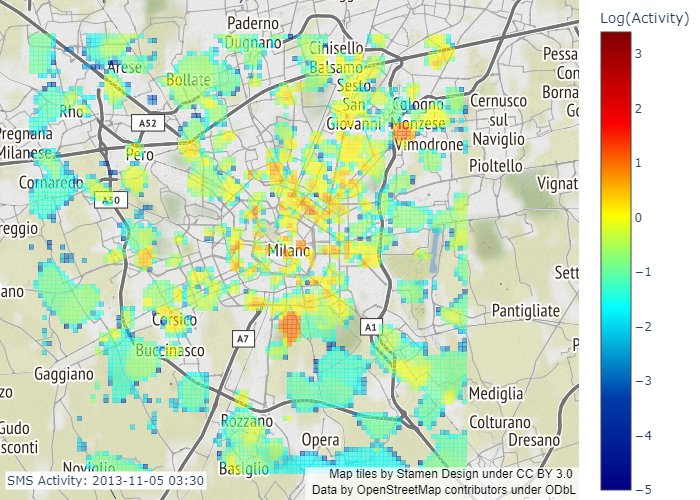 Log(Activity)
Paderno
Dugnano
Cinisello
Balsamo
Pessa
Con
Borna
Go
Arese
Bollate
Sesto
San
Giovanni
Cologno
Monzese
Cernusco
sul
Naviglio
Rho
A52
Pregnana
Milanese
Pero
Vimodrone
Pioltello
Cornaredo
A50
Vignat
reggio
Milano
Sett
ano
Pantigliate
Corsico
A7
A1
P
Buccinasco
Gaggiano
zo
Mediglia
Gudo
sconti
Rozzano
Opera
Colturano
Dresano
Noviglio
Basiglio
SMS Activity: 2013-11-05 03:30
Map tiles by Stamen Design under CC BY 3.0
Data by OpenStreetMap contributors under ODbL
3
2
1
0
−1
−2
−3
−4
−5